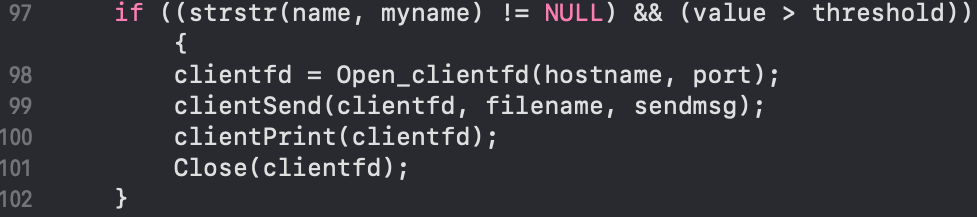 97 if ((strstr(name, myname) != NULL) && (value > threshold))
{
98 clientfd = Open_clientfd(hostname, port);
99 clientSend(clientfd, filename, sendmsg);
100 clientPrint(clientfd);
101 Close(clientfd);
102 }